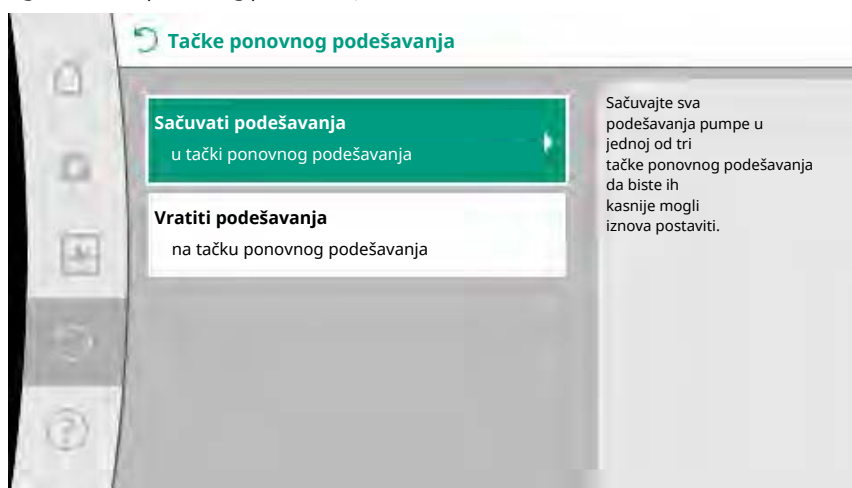 Tačke ponovnog podešavanja
Sačuvati podešavanja
u tački ponovnog podešavanja
Vratiti podešavanja
na tačku ponovnog podešavanja
Sačuvajte sva
podešavanja pumpe u
jednoj od tri
tačke ponovnog podešavanja
da biste ih
kasnije mogli
iznova postaviti.